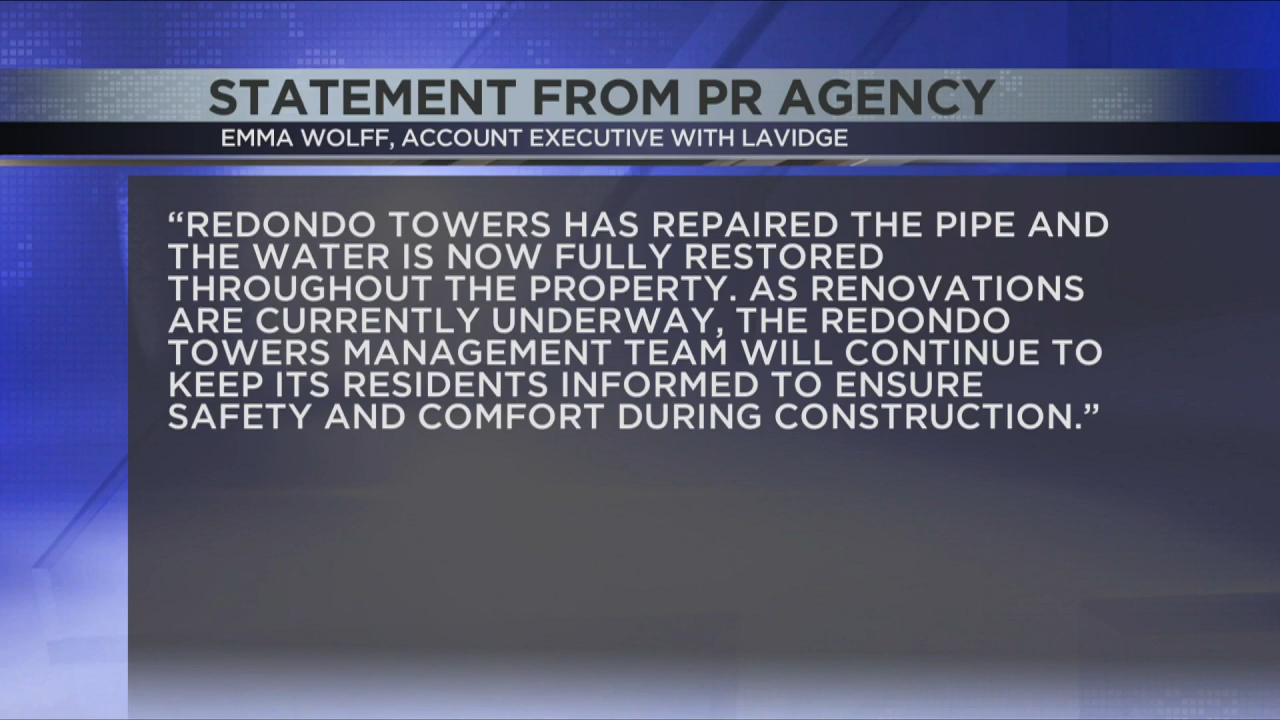 STATEMENT FROM PR AGENCY
EMMA WOLFF, ACCOUNT EXECUTIVE WITH LAVIDGE
“REDONDO TOWERS HAS REPAIRED THE PIPE AND
THE WATER IS NOW FULLY RESTORED
THROUGHOUT THE PROPERTY. AS RENOVATIONS
ARE CURRENTLY UNDERWAY, THE REDONDO
TOWERS MANAGEMENT TEAM WILL CONTINUE TO
KEEP ITS RESIDENTS INFORMED TO ENSURE
SAFETY AND COMFORT DURING CONSTRUCTION.”